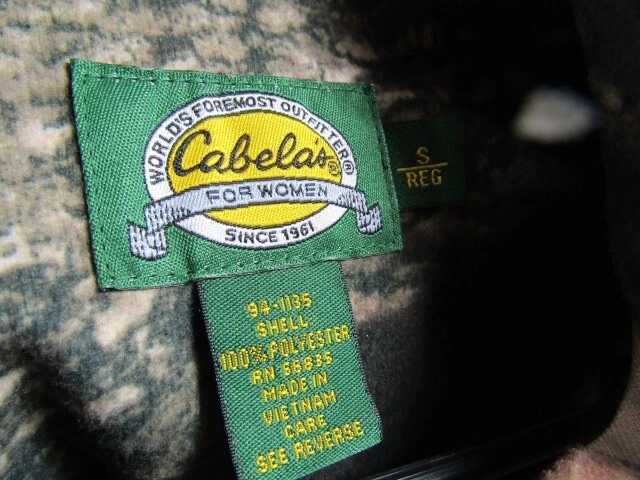 WORLD'S FOREMOST OUTFITTER®
Cabela's®
FOR WOMEN
SINCE 1961
S
REG
94-1135
SHELL
100% POLYESTER
RN 56835
MADE IN
VIETNAM
CARE
SEE REVERSE